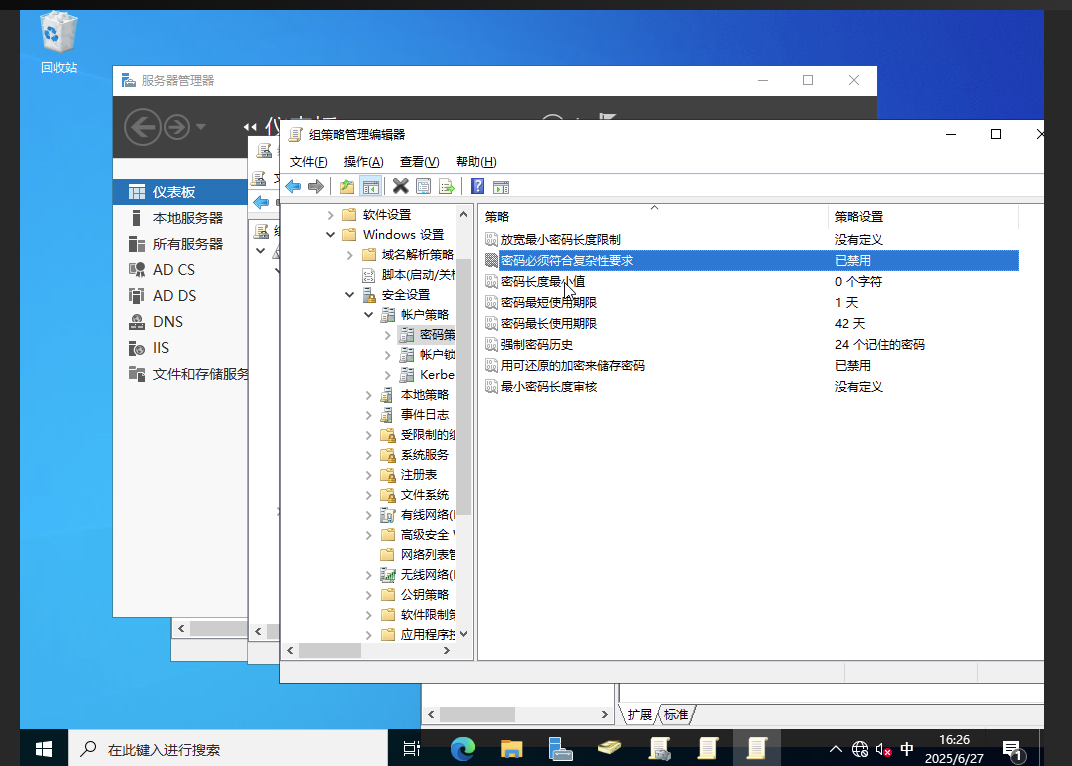 回收站
服务器管理器
组策略管理编辑器
文件(F) 操作(A) 查看(V) 帮助(H)
仪表板
本地服务器
所有服务器
AD CS
AD DS
DNS
IIS
文件和存储服务
软件设置
Windows 设置
域名解析策略
脚本(启动/关机
安全设置
帐户策略
密码策
帐户锁
Kerbe
本地策略
事件日志
受限制的组
系统服务
注册表
文件系统
有线网络(
高级安全
网络列表管
无线网络(
公钥策略
软件限制策
应用程序控
策略 策略设置
放宽最小密码长度限制 没有定义
密码必须符合复杂性要求 已禁用
密码长度最小值 0 个字符
密码最短使用期限 1 天
密码最长使用期限 42 天
强制密码历史 24 个记住的密码
用可还原的加密来储存密码 已禁用
最小密码长度审核 没有定义
扩展 标准
在此键入进行搜索
中
16:26
2025/6/27
1